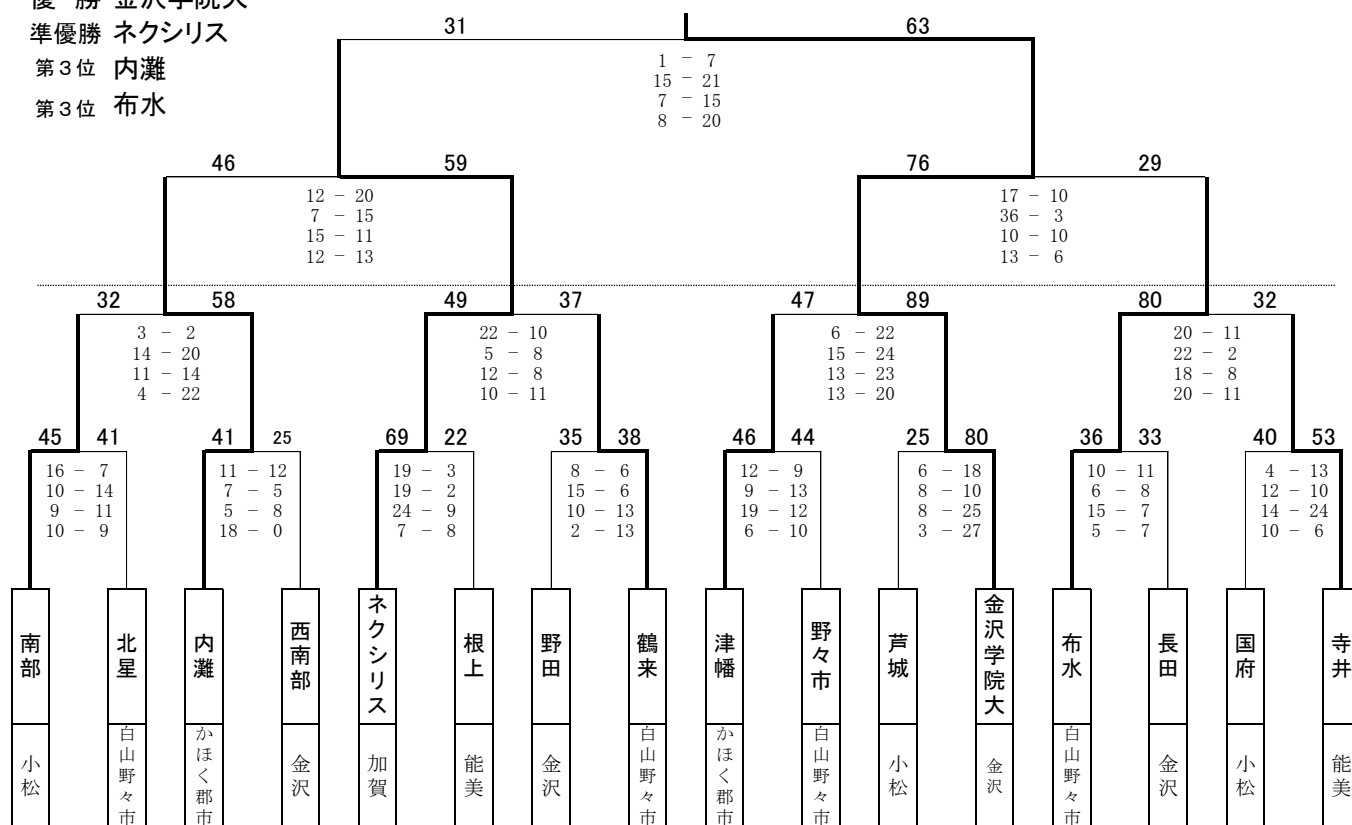 優 勝 金沢学院大
準優勝 ネクシリス
第3位 内灘
第3位 布水
31 63
1 - 7
15 - 21
7 - 15
8 - 20
46 59 76 29
12 - 20 17 - 10
7 - 15 36 - 3
15 - 11 10 - 10
12 - 13 13 - 6
32 58 49 37 47 89 80 32
3 - 2 22 - 10 6 - 22 20 - 11
14 - 20 5 - 8 15 - 24 22 - 2
11 - 14 12 - 8 13 - 23 18 - 8
4 - 22 10 - 11 13 - 20 20 - 11
45 41 41 25 69 22 35 38 46 44 25 80 36 33 40 53
16 - 7 11 - 12 19 - 3 8 - 6 12 - 9 6 - 18 10 - 11 4 - 13
10 - 14 7 - 5 19 - 2 15 - 6 9 - 13 8 - 10 6 - 8 12 - 10
9 - 11 5 - 8 24 - 9 10 - 13 19 - 12 8 - 25 15 - 7 14 - 24
10 - 9 18 - 0 7 - 8 2 - 13 6 - 10 3 - 27 5 - 7 10 - 6
南部 北星 内灘 西南部 ネクシリス 根上 野田 鶴来 津幡 野々市 芦城 金沢学院大 布水 長田 国府 寺井
小松 白山野々市 かほく郡市 金沢 加賀 能美 金沢 白山野々市 かほく郡市 白山野々市 小松 金沢 白山野々市 金沢 小松 能美